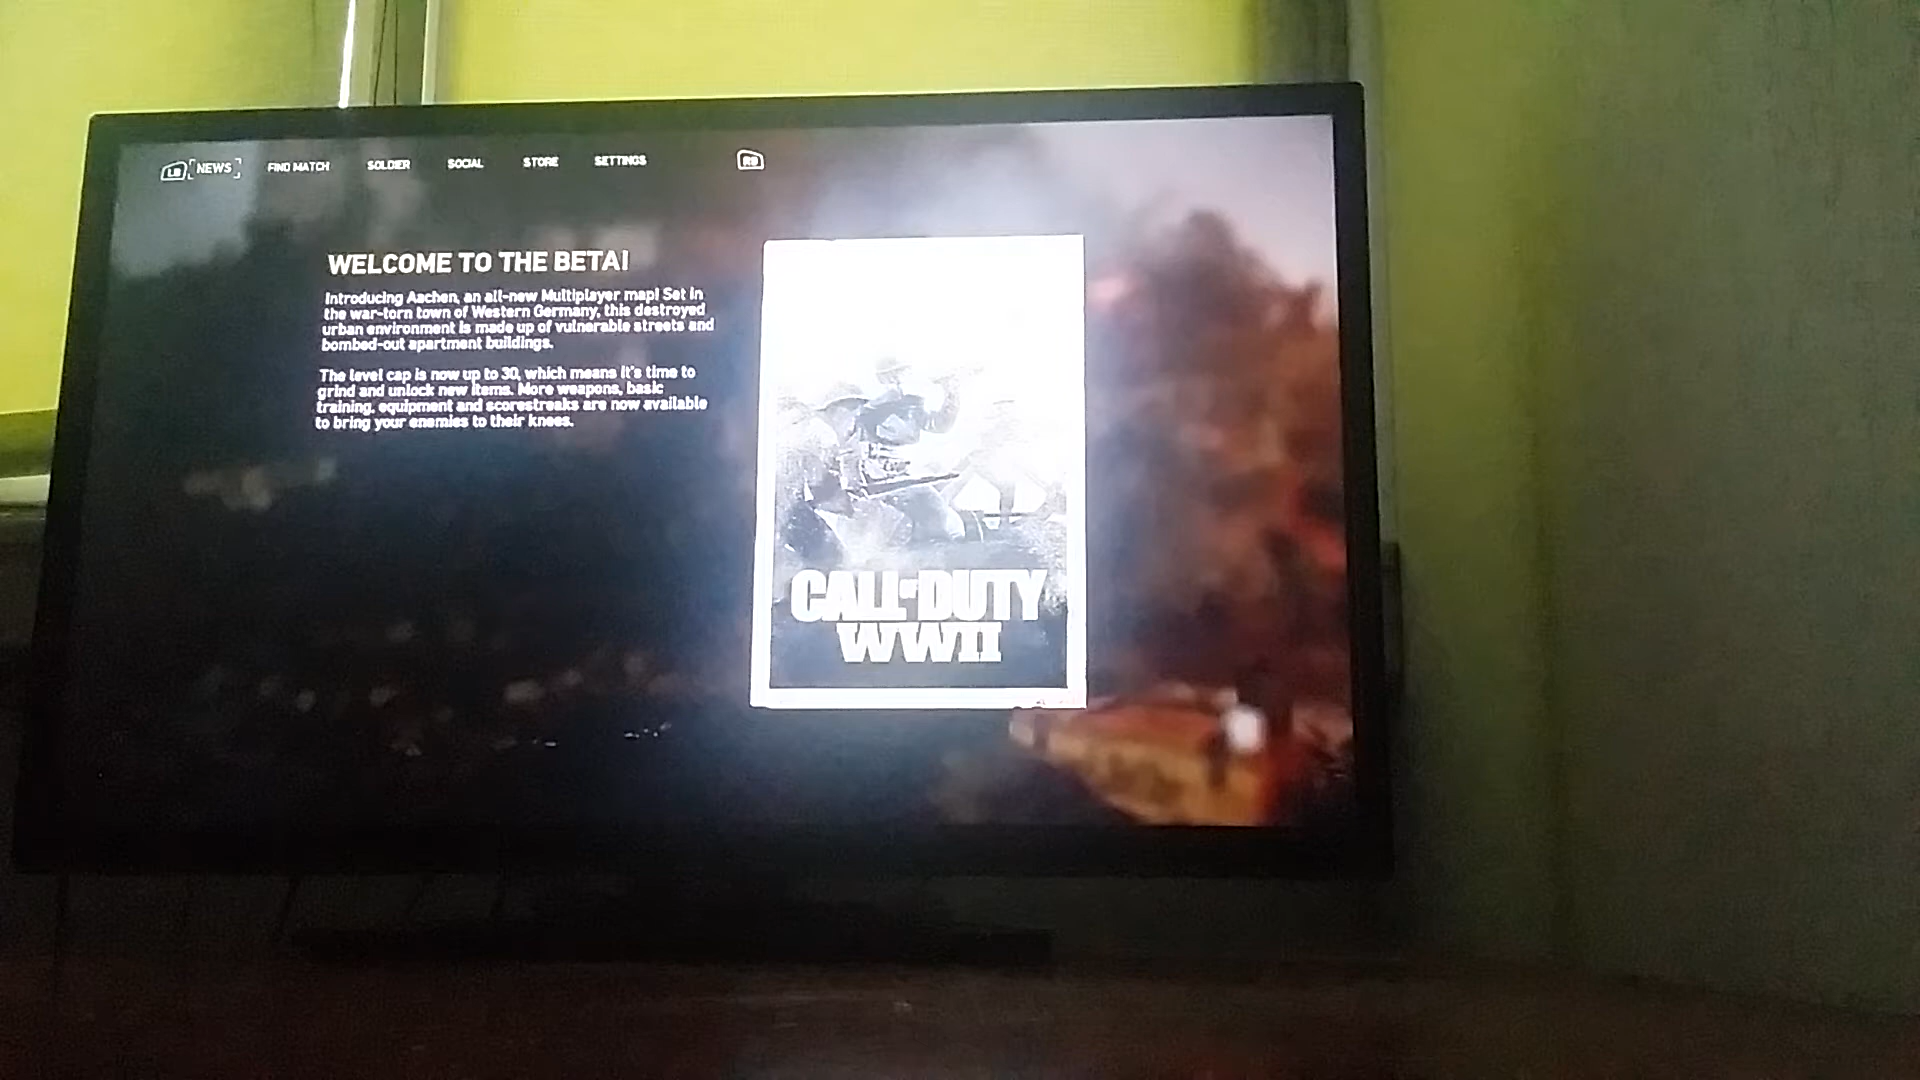 LB NEWS FIND MATCH SOLDIER SOCIAL STORE SETTINGS RB
WELCOME TO THE BETA!
Introducing Aachen, an all-new Multiplayer map! Set in
the war-torn town of Western Germany, this destroyed
urban environment is made up of vulnerable streets and
bombed-out apartment buildings.
The level cap is now up to 30, which means it's time to
grind and unlock new items. More weapons, basic
training, equipment and scorestreaks are now available
to bring your enemies to their knees.
CALL OF DUTY
WWII